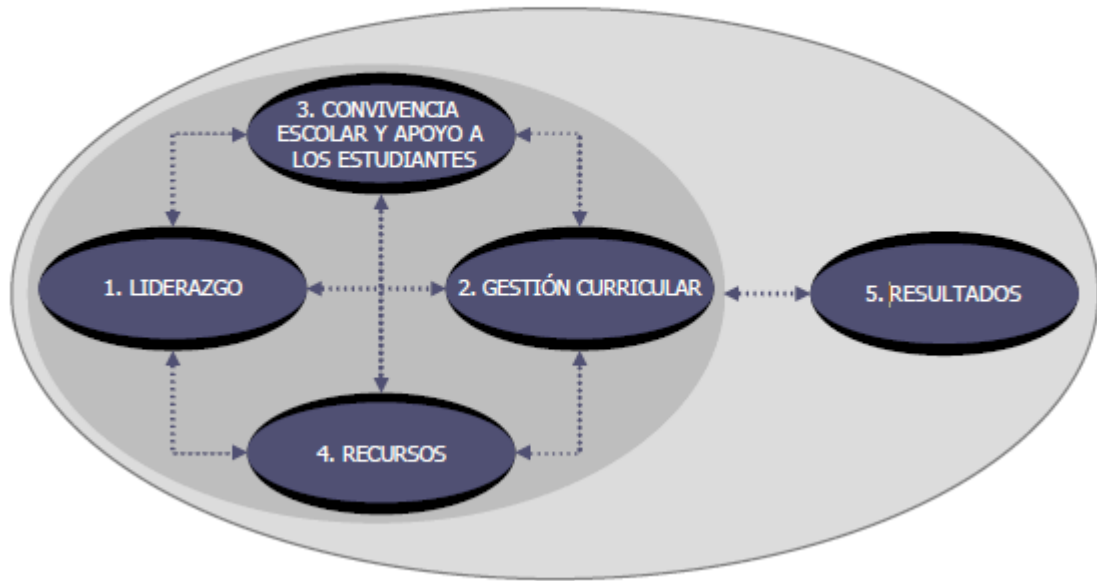 3. CONVIVENCIA
ESCOLAR Y APOYO A
LOS ESTUDIANTES
1. LIDERAZGO
2. GESTIÓN CURRICULAR
5. RESULTADOS
4. RECURSOS